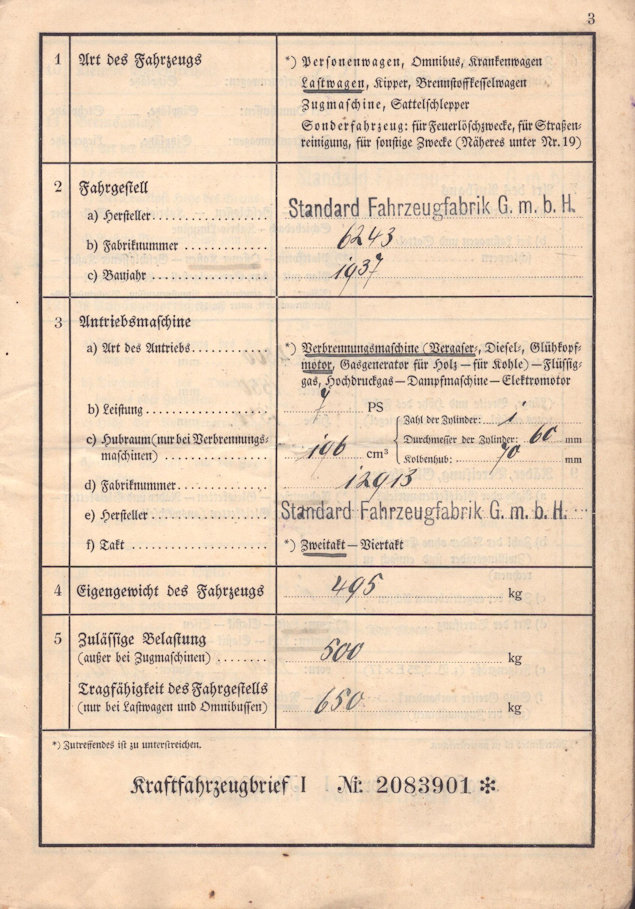 3
1 Art des Fahrzeugs
*) Personenwagen, Omnibus, Krankenwagen
Lastwagen, Kipper, Brennstoffkesselwagen
Zugmaschine, Sattelschlepper
Sonderfahrzeug: für Feuerlöschzwecke, für Straßen-
reinigung, für sonstige Zwecke (Näheres unter Nr. 19)
2 Fahrgestell
a) Hersteller Standard Fahrzeugfabrik G. m. b. H.
b) Fabriknummer 6243
c) Baujahr 1937
3 Antriebsmaschine
a) Art des Antriebs *) Verbrennungsmaschine (Vergaser-, Diesel-, Glühkopf-
motor, Gasgenerator für Holz — für Kohle) — Flüssig-
gas, Hochdruckgas — Dampfmaschine — Elektromotor
b) Leistung 7 PS
c) Hubraum (nur bei Verbrennungs-
maschinen) 196 cm³
Zahl der Zylinder: 1
Durchmesser der Zylinder: 60 mm
Kolbenhub: 70 mm
d) Fabriknummer 12913
e) Hersteller Standard Fahrzeugfabrik G. m. b. H.
f) Takt *) Zweitakt — Viertakt
4 Eigengewicht des Fahrzeugs 495 kg
5 Zulässige Belastung
(außer bei Zugmaschinen) 500 kg
Tragfähigkeit des Fahrgestells
(nur bei Lastwagen und Omnibussen) 650 kg
*) Zutreffendes ist zu unterstreichen.
Kraftfahrzeugbrief I Nr. 2083901 ✻